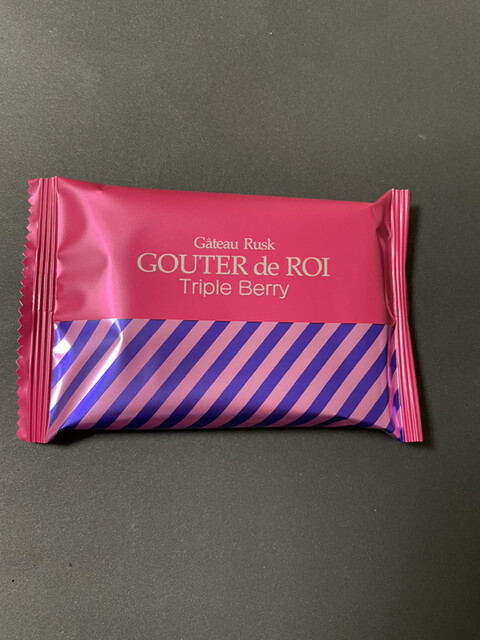 Gâteau Rusk
GOUTER de ROI
Triple Berry